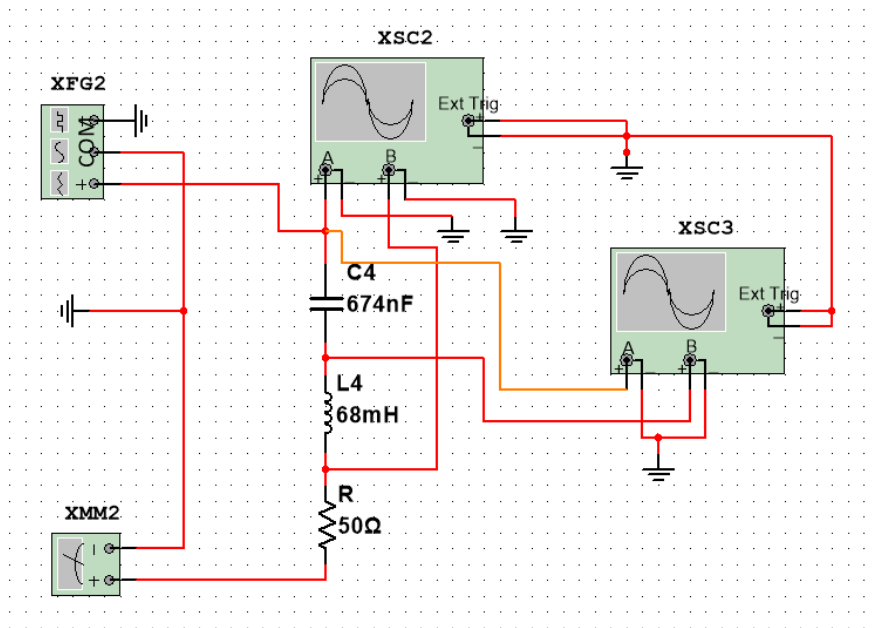 XSC2
XFG2
Ext Trig
+
–
COM
+
A
B
+
–
+
–
XSC3
C4
674nF
Ext Trig
+
–
A
B
+
–
+
–
L4
68mH
R
50Ω
XMM2
–
+